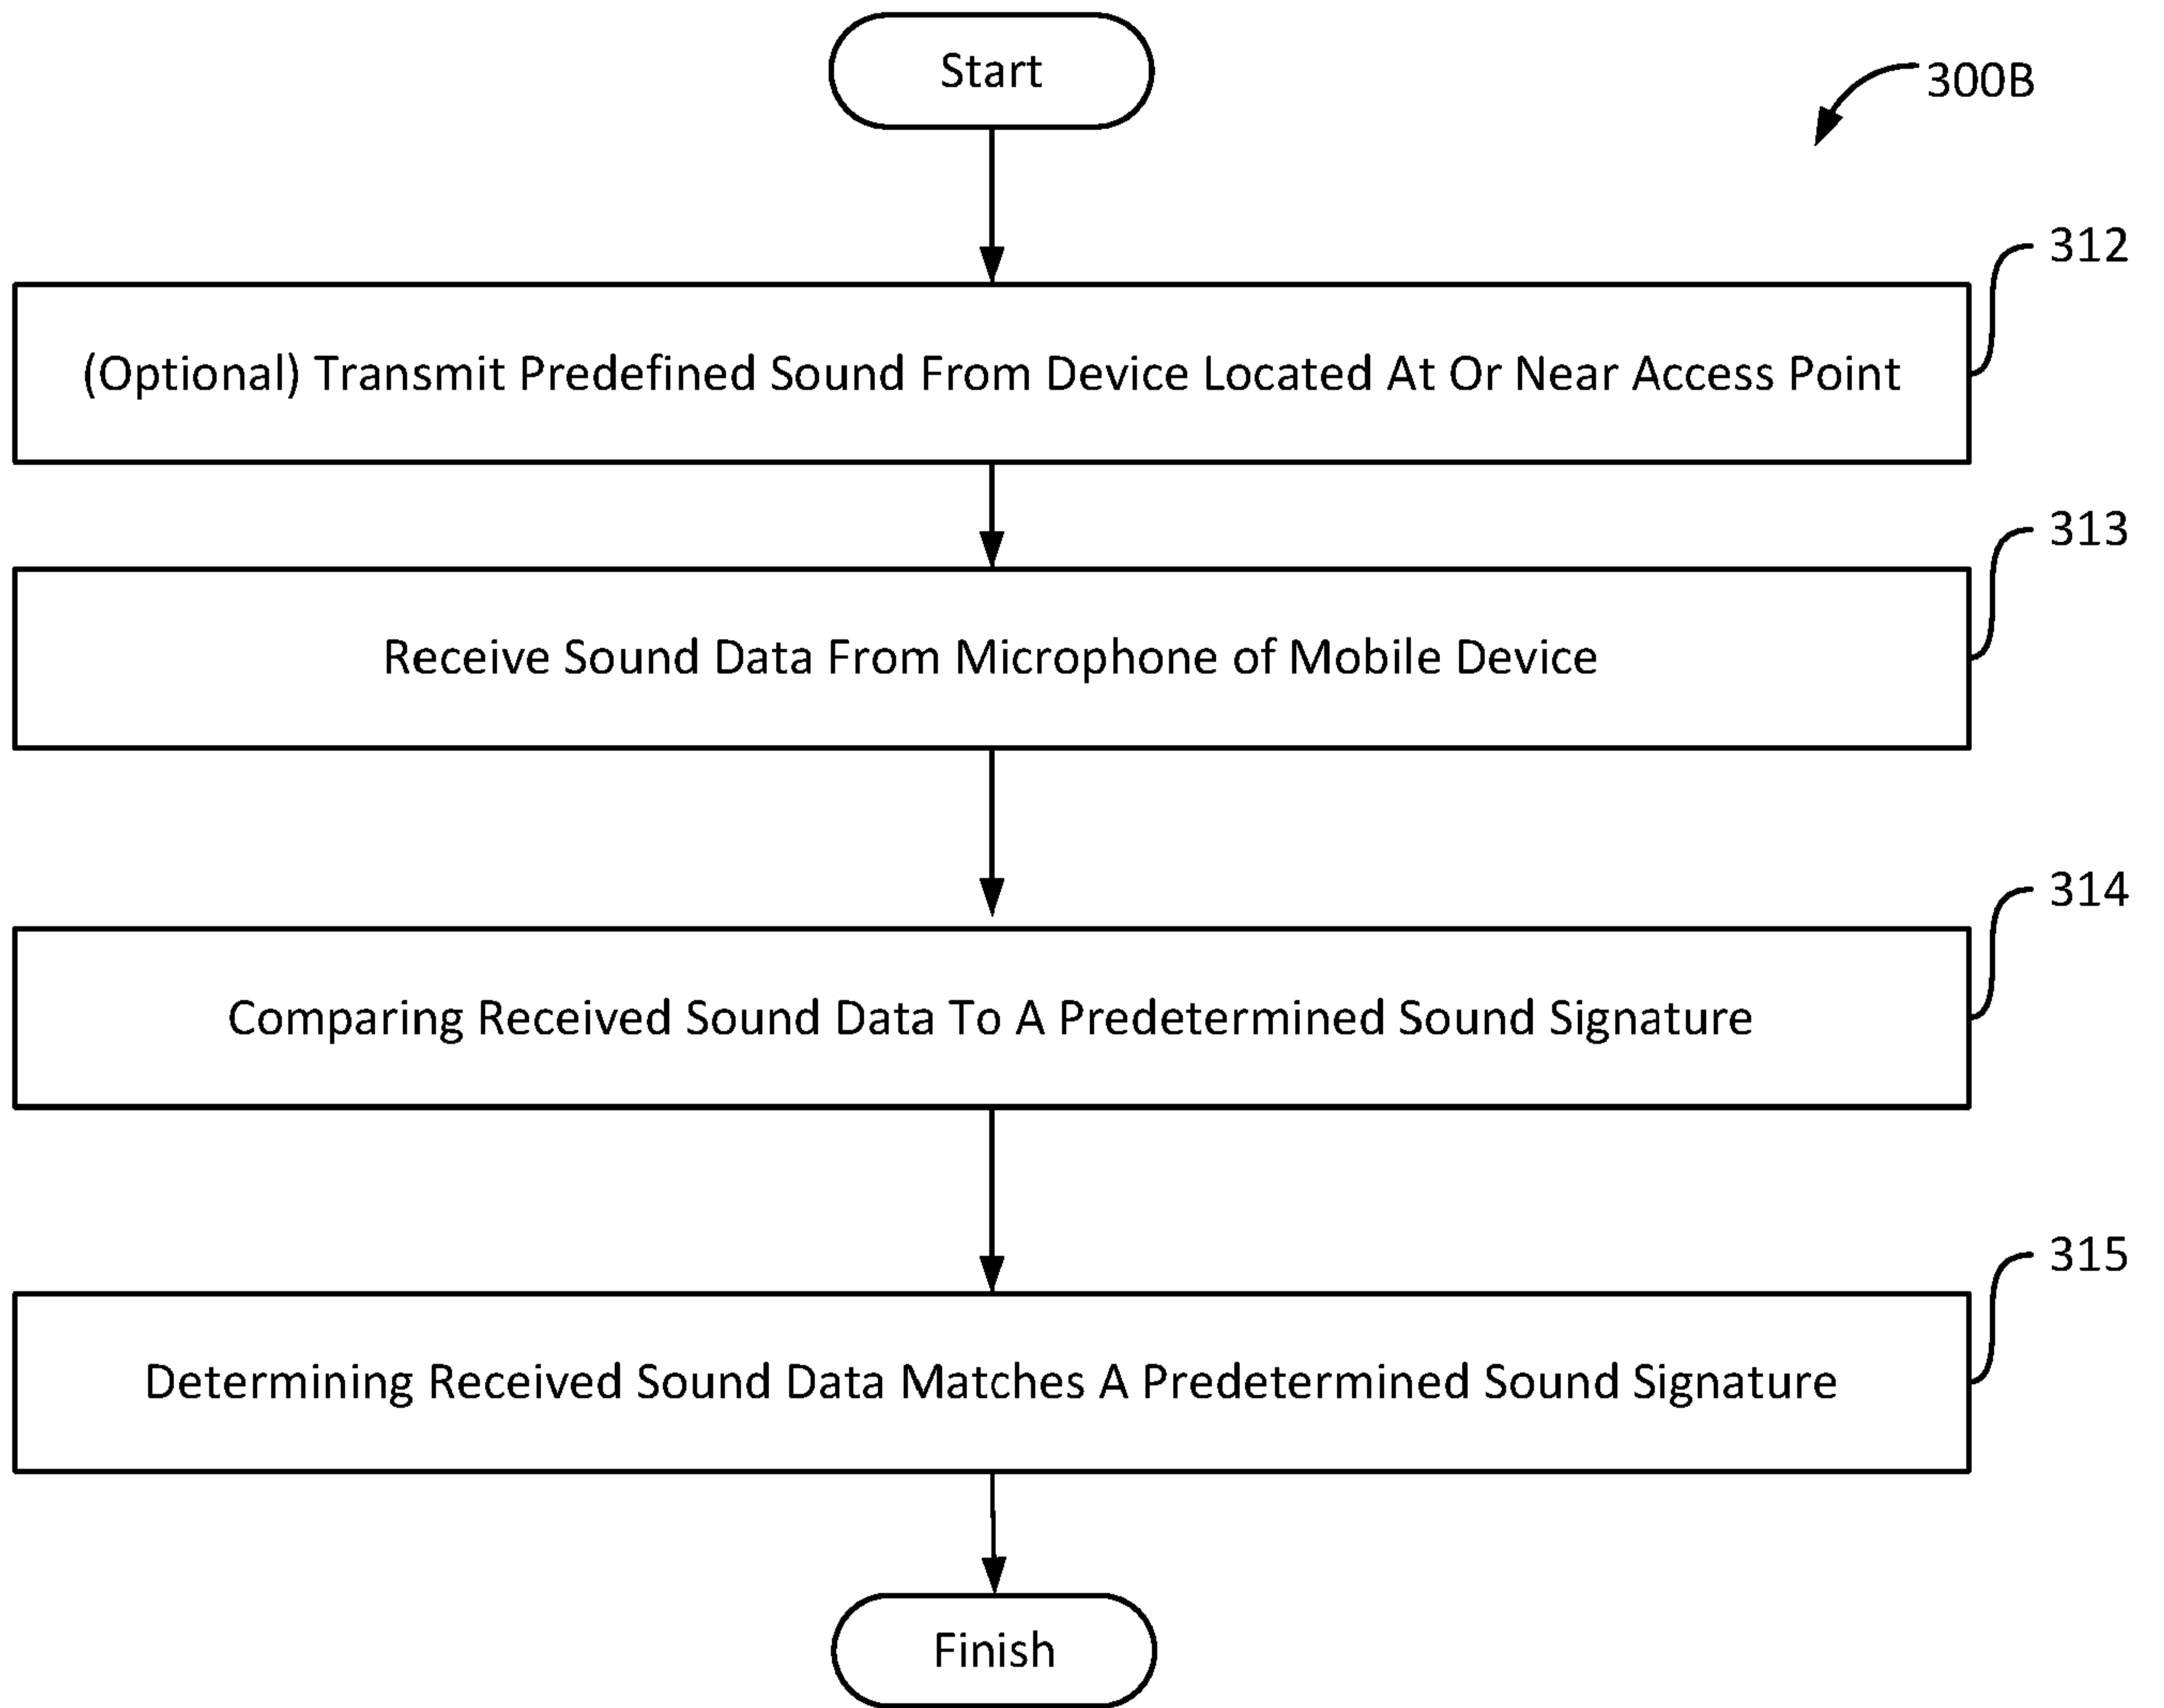 Start
300B
312
(Optional) Transmit Predefined Sound From Device Located At Or Near Access Point
313
Receive Sound Data From Microphone of Mobile Device
314
Comparing Received Sound Data To A Predetermined Sound Signature
315
Determining Received Sound Data Matches A Predetermined Sound Signature
Finish